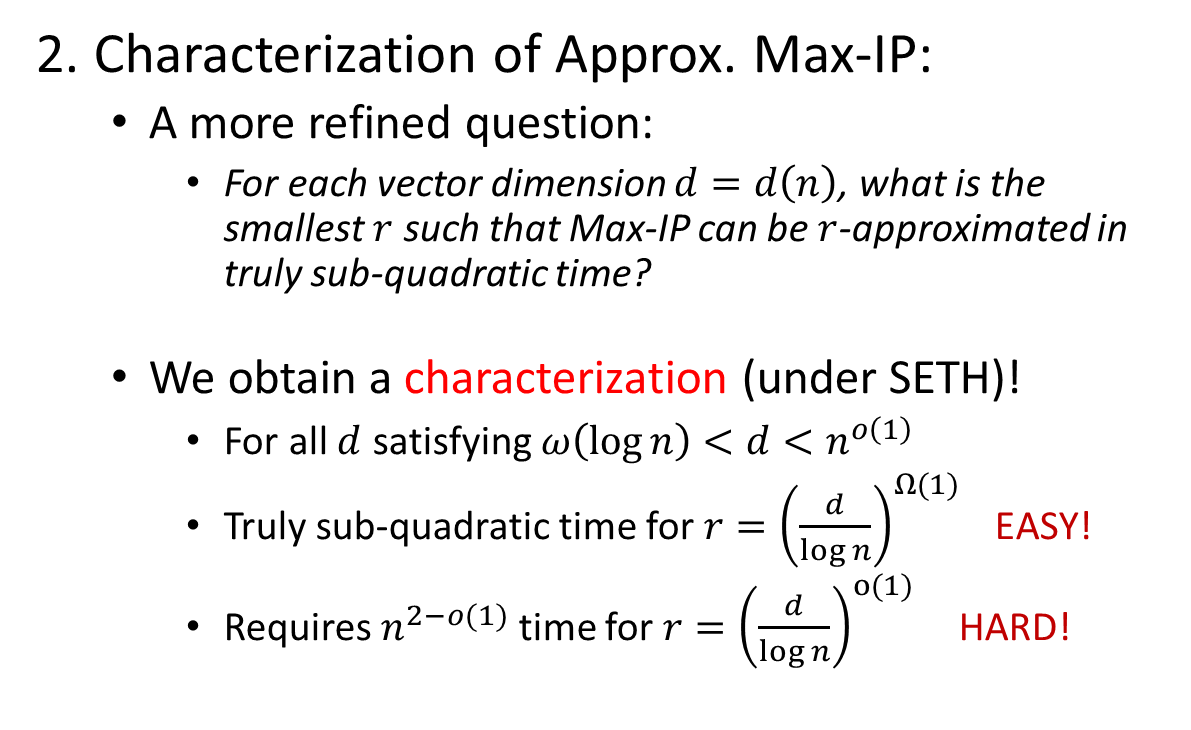 2. Characterization of Approx. Max-IP:
• A more refined question:
• For each vector dimension d = d(n), what is the
smallest r such that Max-IP can be r-approximated in
truly sub-quadratic time?
• We obtain a characterization (under SETH)!
• For all d satisfying ω(log n) < d < n^{o(1)}
• Truly sub-quadratic time for r = (d / log n)^{Ω(1)} EASY!
• Requires n^{2−o(1)} time for r = (d / log n)^{o(1)} HARD!